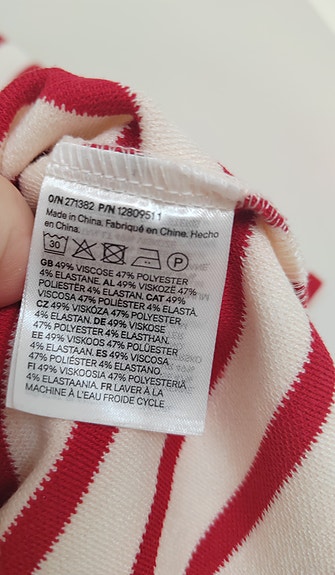 O/N 271382 P/N 12809511
Made in China. Fabriqué en Chine. Hecho
en China.
30 P
GB 49% VISCOSE 47% POLYESTER
4% ELASTANE. AL 49% VISKOZË 47%
POLIESTËR 4% ELASTAN. CAT 49%
VISCOSA 47% POLIÈSTER 4% ELASTÀ.
CZ 49% VISKÓZA 47% POLYESTER
4% ELASTAN. DE 49% VISKOSE
47% POLYESTER 4% ELASTHAN.
EE 49% VISKOOS 47% POLÜESTER
4% ELASTAAN. ES 49% VISCOSA
47% POLIÉSTER 4% ELASTANO.
FI 49% VISKOOSIA 47% POLYESTERIÄ
4% ELASTAANIA. FR LAVER À LA
MACHINE À L'EAU FROIDE CYCLE